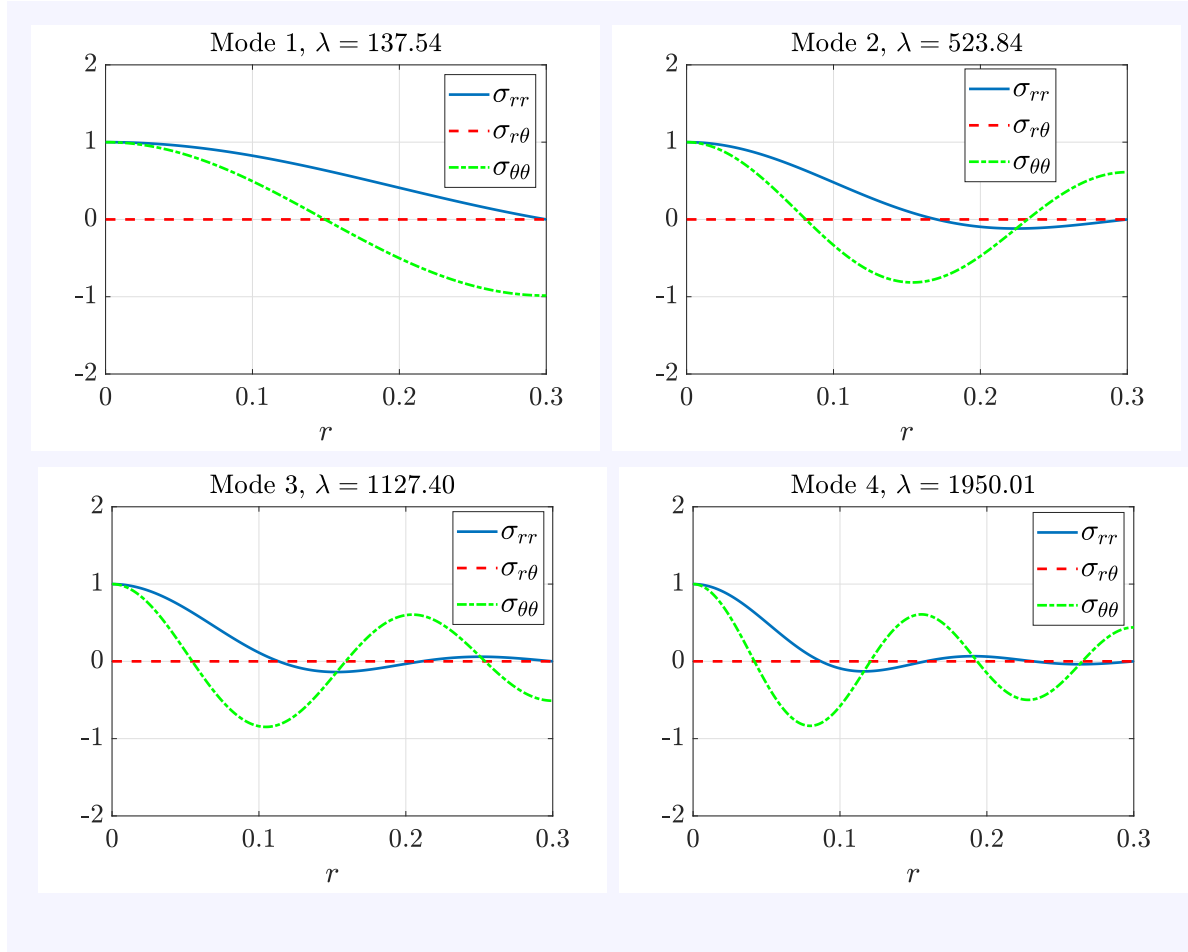 Mode 1, λ = 137.54
2
1
0
-1
-2
0 0.1 0.2 0.3
r
σrr
σrθ
σθθ
Mode 2, λ = 523.84
2
1
0
-1
-2
0 0.1 0.2 0.3
r
σrr
σrθ
σθθ
Mode 3, λ = 1127.40
2
1
0
-1
-2
0 0.1 0.2 0.3
r
σrr
σrθ
σθθ
Mode 4, λ = 1950.01
2
1
0
-1
-2
0 0.1 0.2 0.3
r
σrr
σrθ
σθθ